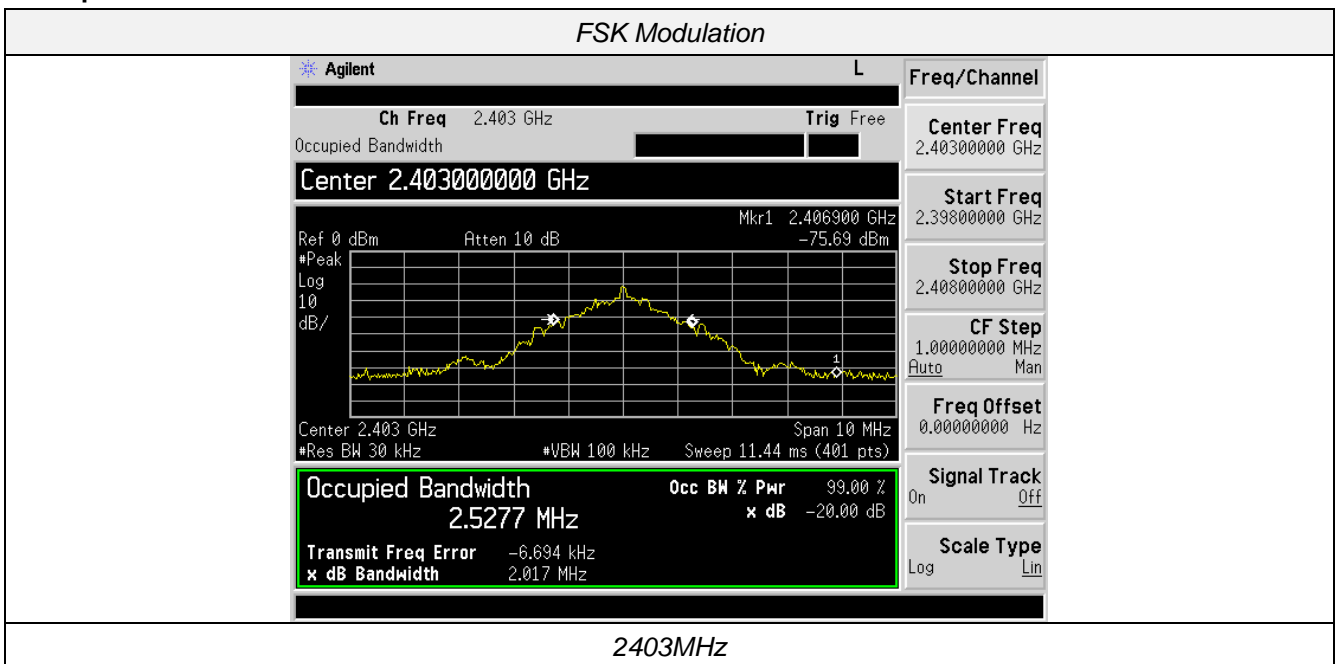 FSK Modulation
Agilent L
Freq/Channel
Ch Freq 2.403 GHz Trig Free
Occupied Bandwidth
Center Freq
2.40300000 GHz
Center 2.403000000 GHz
Start Freq
2.39800000 GHz
Mkr1 2.406900 GHz
Ref 0 dBm Atten 10 dB -75.69 dBm
#Peak
Log
10
dB/
1
Stop Freq
2.40800000 GHz
CF Step
1.00000000 MHz
Auto Man
Freq Offset
0.00000000 Hz
Center 2.403 GHz Span 10 MHz
#Res BW 30 kHz #VBW 100 kHz Sweep 11.44 ms (401 pts)
Signal Track
On Off
Occupied Bandwidth Occ BW % Pwr 99.00 %
2.5277 MHz x dB -20.00 dB
Transmit Freq Error -6.694 kHz
x dB Bandwidth 2.017 MHz
Scale Type
Log Lin
2403MHz